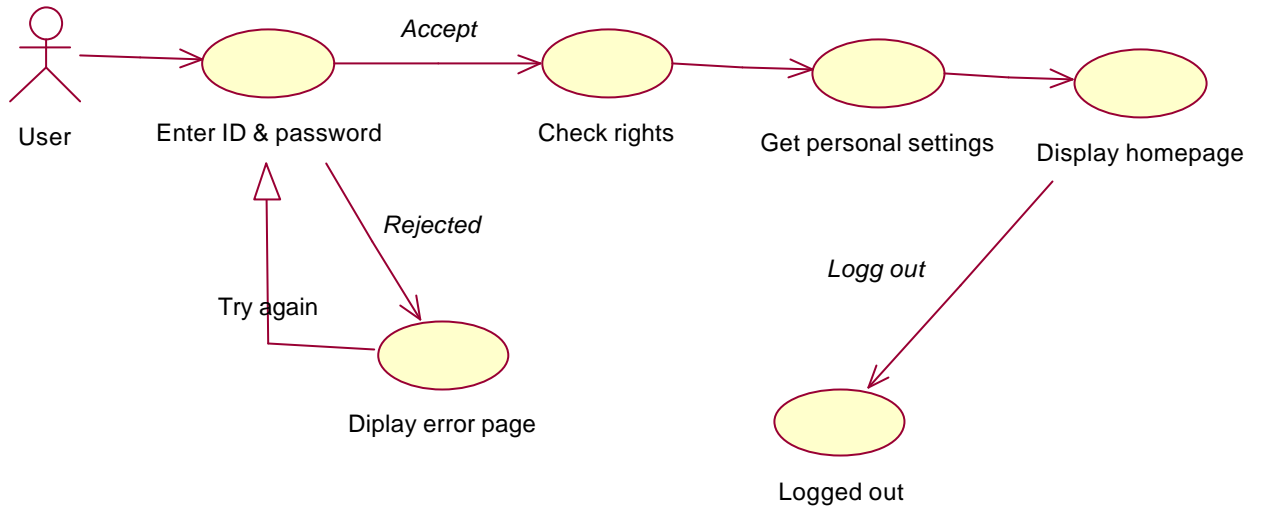 Accept
User
Enter ID & password
Check rights
Get personal settings
Display homepage
Rejected
Logg out
Try again
Diplay error page
Logged out